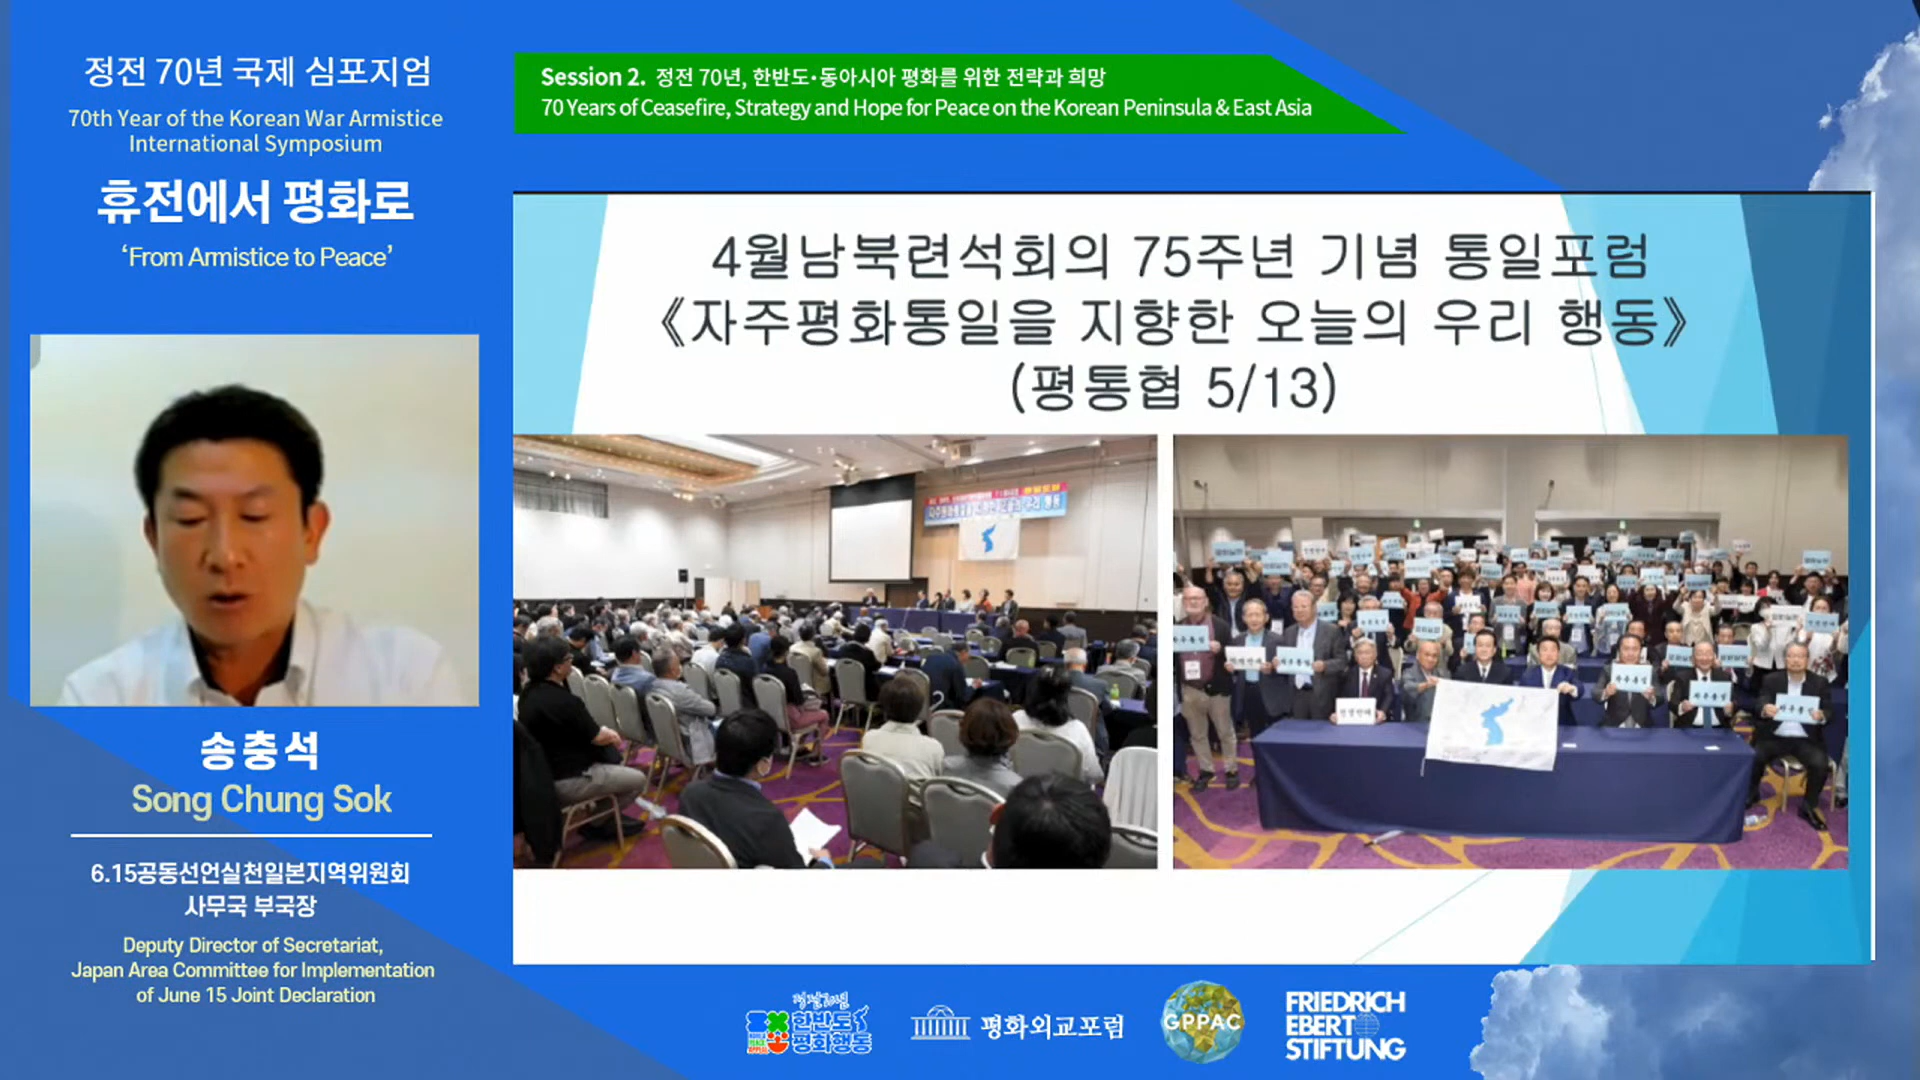 정전 70년 국제 심포지엄
70th Year of the Korean War Armistice
International Symposium
휴전에서 평화로
‘From Armistice to Peace’
송충석
Song Chung Sok
6.15공동선언실천일본지역위원회
사무국 부국장
Deputy Director of Secretariat,
Japan Area Committee for Implementation
of June 15 Joint Declaration
Session 2. 정전 70년, 한반도·동아시아 평화를 위한 전략과 희망
70 Years of Ceasefire, Strategy and Hope for Peace on the Korean Peninsula & East Asia
4월남북련석회의 75주년 기념 통일포럼
《자주평화통일을 지향한 오늘의 우리 행동》
(평통협 5/13)
정전70년
한반도
평화행동
평화외교포럼
GPPAC
FRIEDRICH
EBERT
STIFTUNG